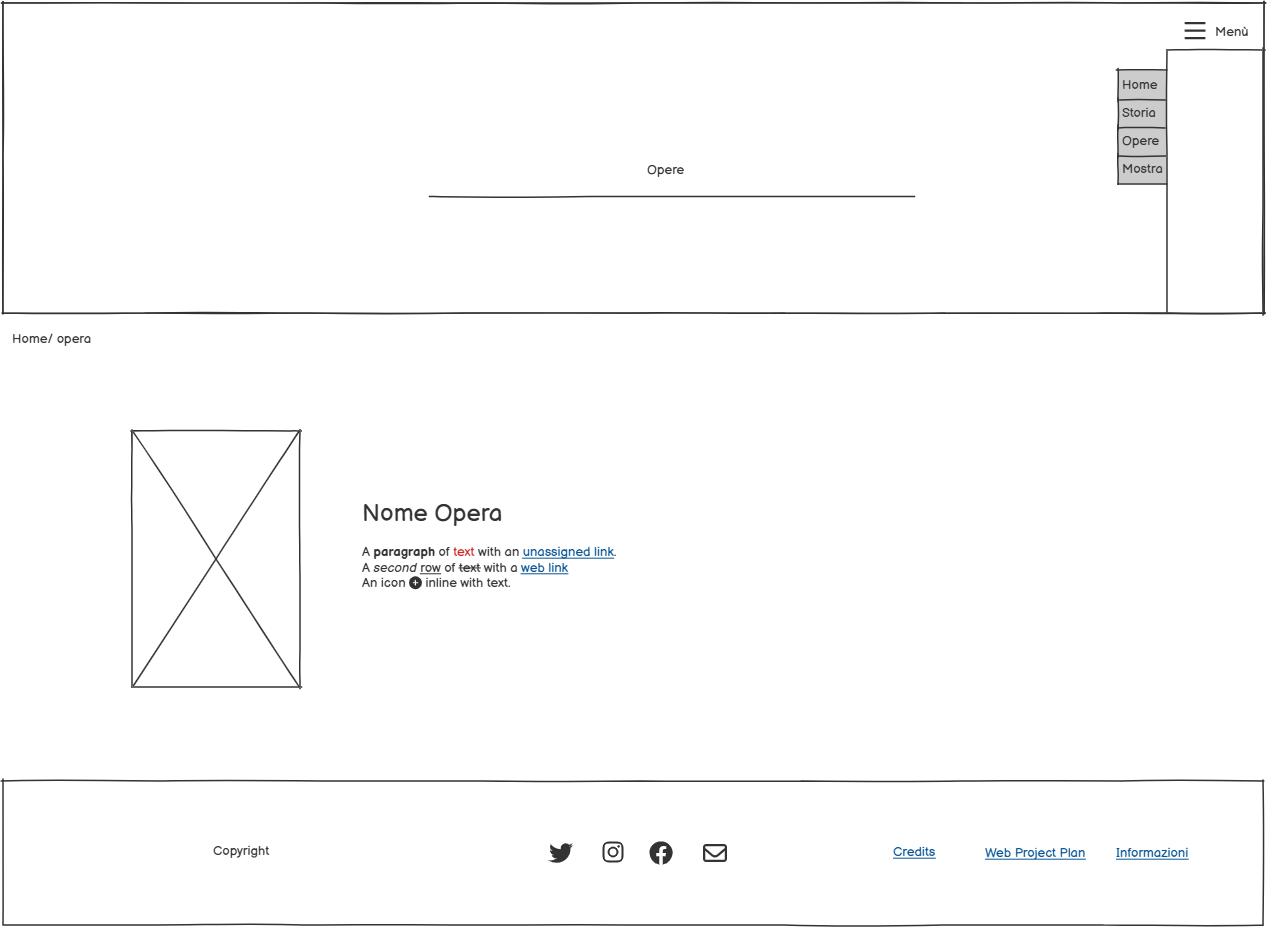 Menù
Home
Storia
Opere
Mostra
Opere
Home/ opera
Nome Opera
A paragraph of text with an unassigned link.
A second row of text with a web link
An icon inline with text.
Copyright
Credits
Web Project Plan
Informazioni